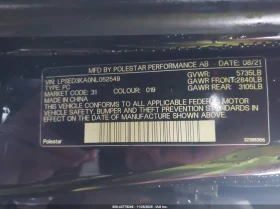 MFD BY POLESTAR PERFORMANCE AB 08/21
VIN: LPSED3KA0NL052549 GVWR: 5735LB
TYPE: PC GAWR FRONT: 2840LB
MARKET: 31 COLOUR: 019 GAWR REAR: 3105LB
MADE IN CHINA
THIS VEHICLE CONFORMS TO ALL APPLICABLE FEDERAL MOTOR
VEHICLE SAFETY, BUMPER AND THEFT PREVENTION STANDARDS
IN EFFECT ON THE DATE OF MANUFACTURE SHOWN ABOVE.
Polestar